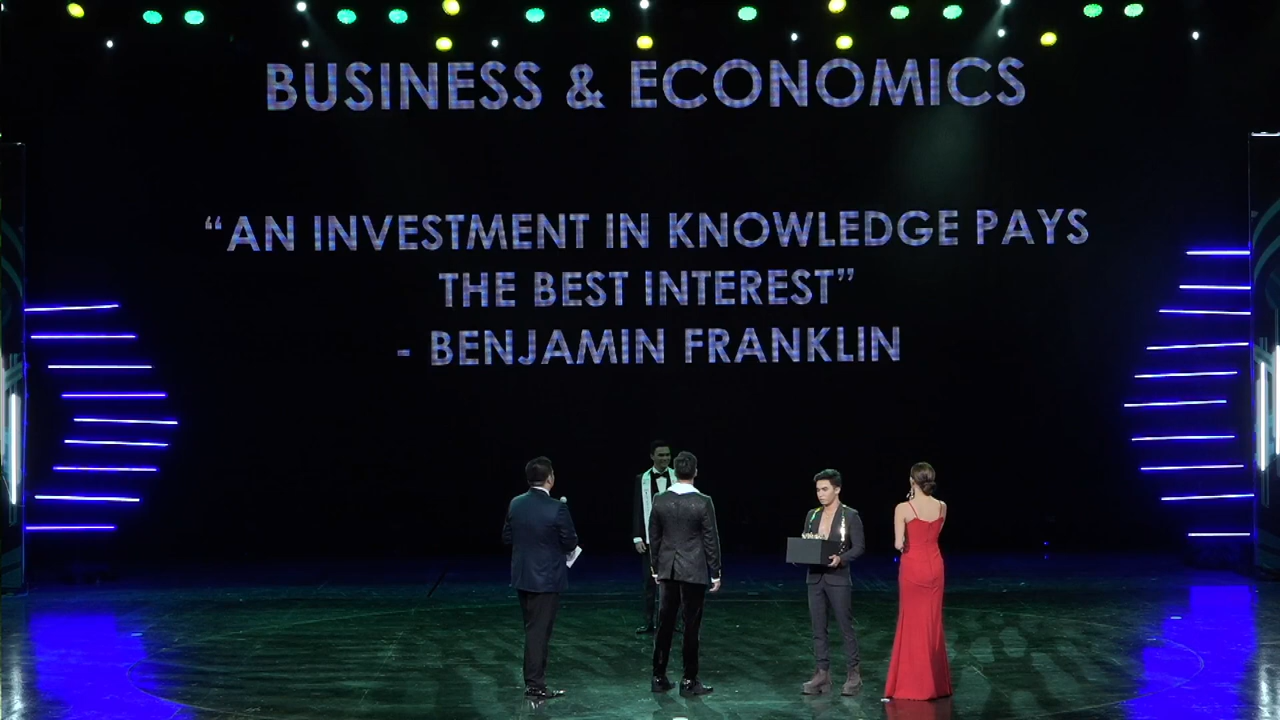 BUSINESS & ECONOMICS
“AN INVESTMENT IN KNOWLEDGE PAYS
THE BEST INTEREST”
- BENJAMIN FRANKLIN